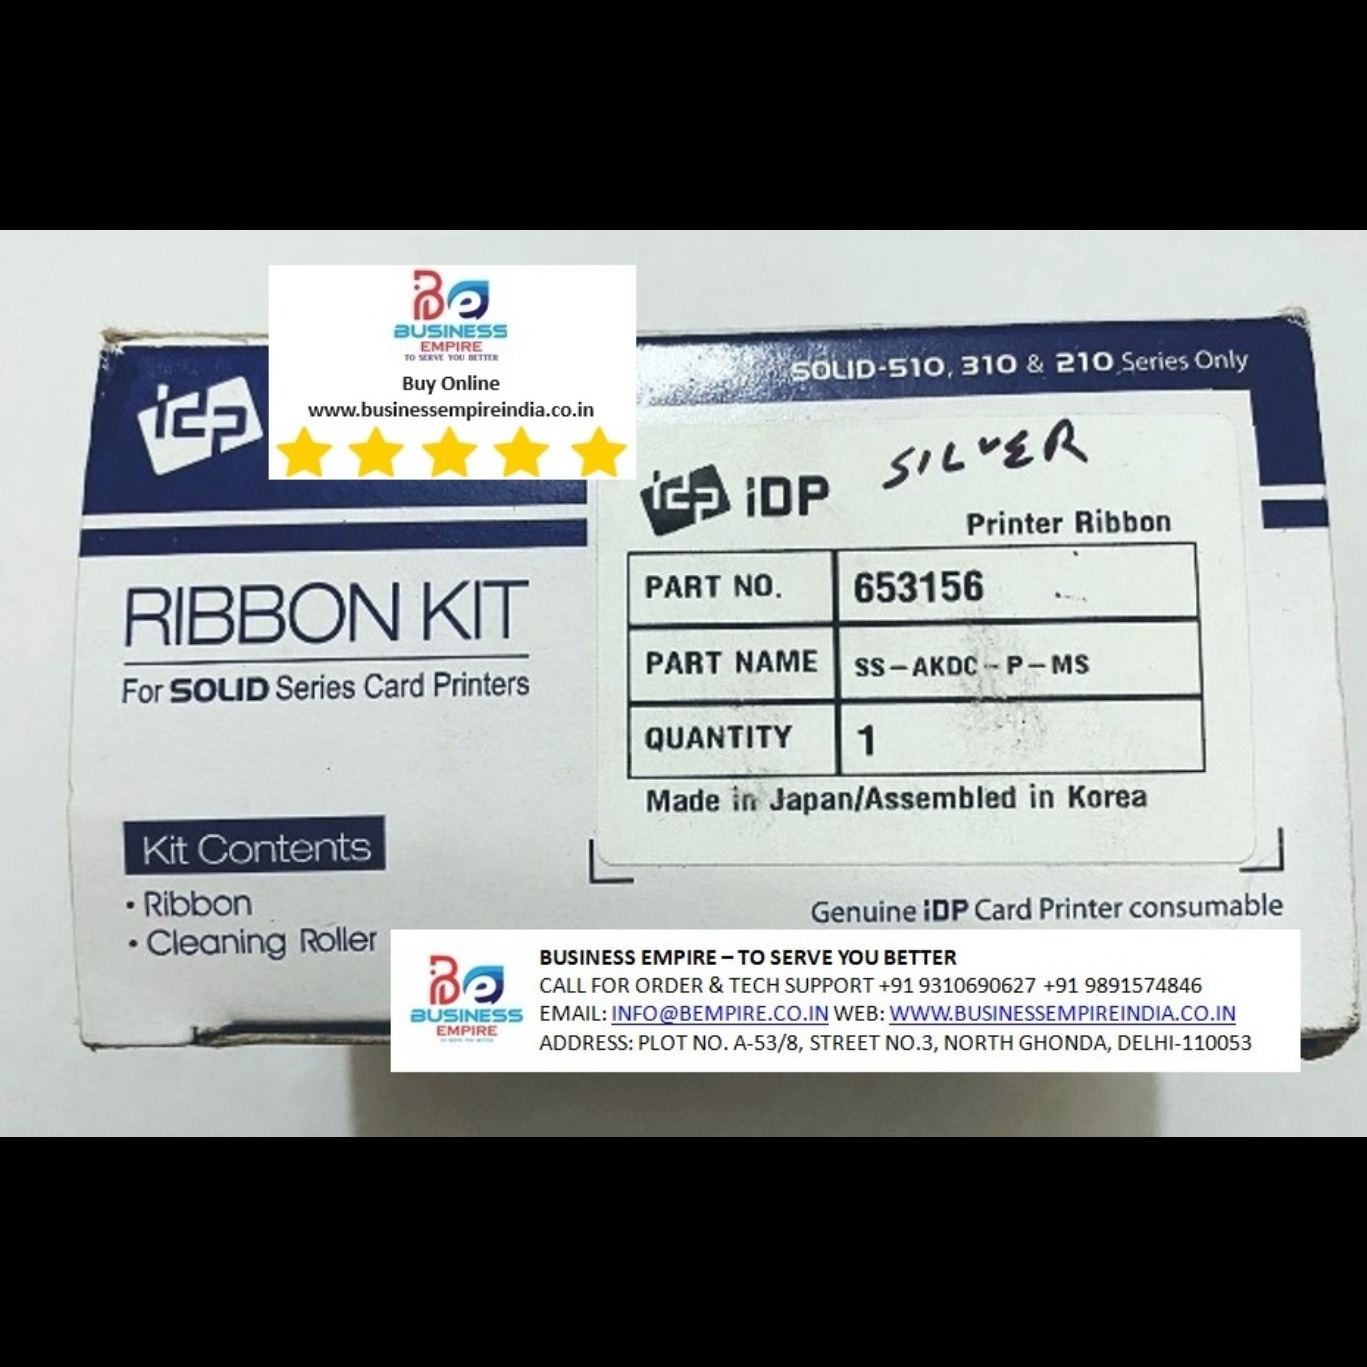 BUSINESS
EMPIRE
TO SERVE YOU BETTER
Buy Online
www.businessempireindia.co.in
idp
SOLID-510, 310 & 210 Series Only
SILVER
idp iDP
Printer Ribbon
PART NO. 653156
PART NAME SS-AKDC-P-MS
QUANTITY 1
Made in Japan/Assembled in Korea
RIBBON KIT
For SOLID Series Card Printers
Kit Contents
• Ribbon
• Cleaning Roller
Genuine iDP Card Printer consumable
BUSINESS
EMPIRE
TO SERVE YOU BETTER
BUSINESS EMPIRE – TO SERVE YOU BETTER
CALL FOR ORDER & TECH SUPPORT +91 9310690627 +91 9891574846
EMAIL: INFO@BEMPIRE.CO.IN WEB: WWW.BUSINESSEMPIREINDIA.CO.IN
ADDRESS: PLOT NO. A-53/8, STREET NO.3, NORTH GHONDA, DELHI-110053